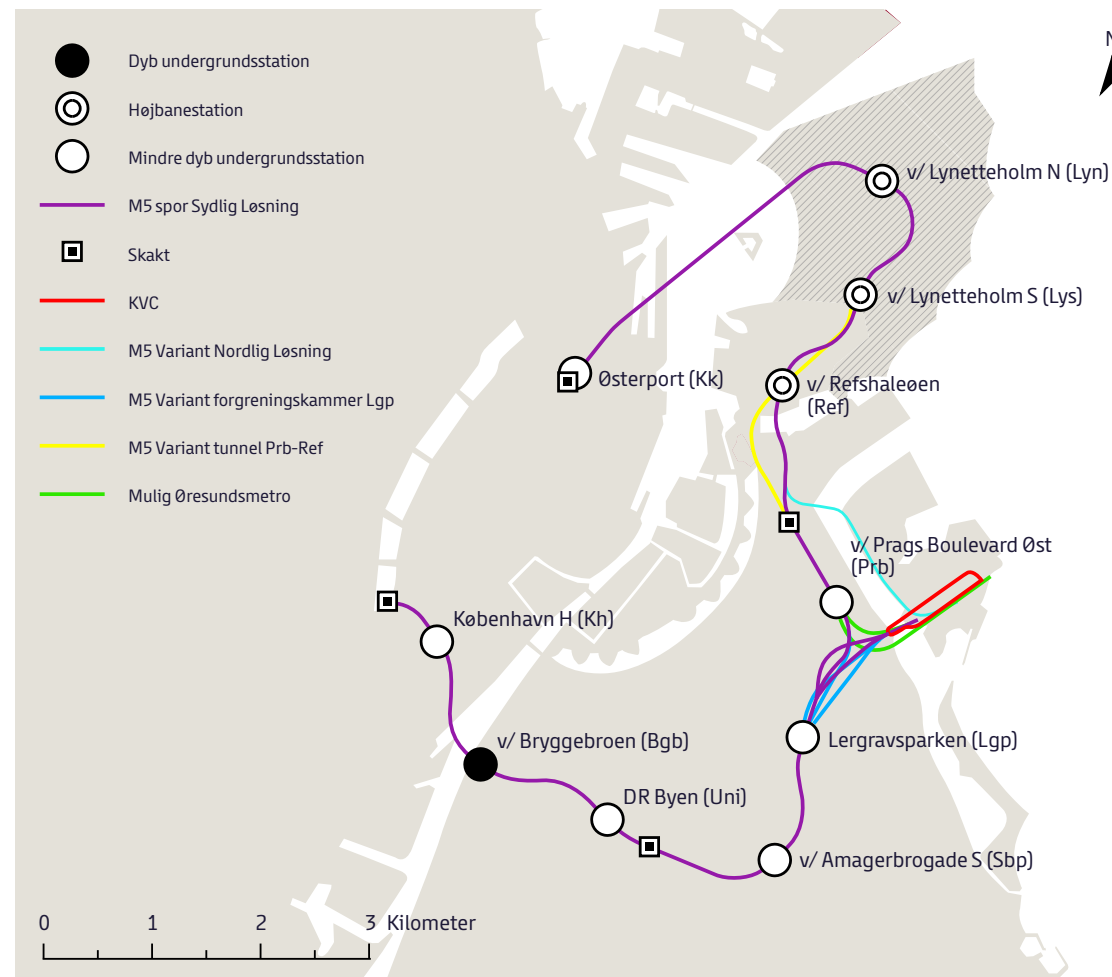 Dyb undergrundsstation
Højbanestation
Mindre dyb undergrundsstation
M5 spor Sydlig Løsning
Skakt
KVC
M5 Variant Nordlig Løsning
M5 Variant forgreningskammer Lgp
M5 Variant tunnel Prb-Ref
Mulig Øresundsmetro
N
v/ Lynetteholm N (Lyn)
v/ Lynetteholm S (Lys)
Østerport (Kk)
v/ Refshaleøen
(Ref)
v/ Prags Boulevard Øst
(Prb)
København H (Kh)
v/ Bryggebroen (Bgb)
Lergravsparken (Lgp)
DR Byen (Uni)
v/ Amagerbrogade S (Sbp)
0 1 2 3 Kilometer